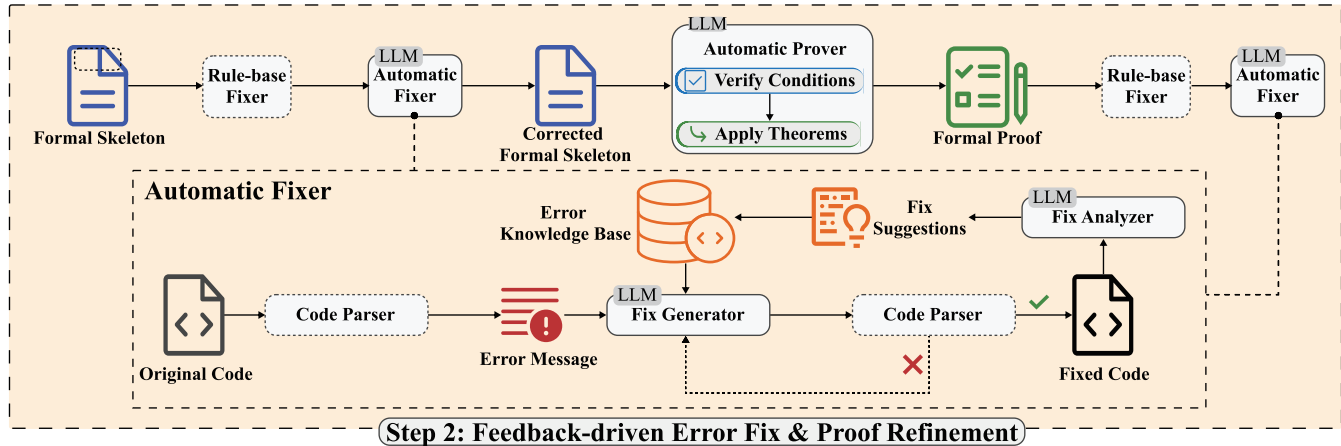 LLM
LLM
LLM
Rule-base
Fixer
Automatic
Fixer
Automatic Prover
Verify Conditions
Apply Theorems
Rule-base
Fixer
Automatic
Fixer
Formal Skeleton
Corrected
Formal Skeleton
Formal Proof
Automatic Fixer
Error
Knowledge Base
Fix
Suggestions
LLM
Fix Analyzer
Original Code
Code Parser
Error Message
LLM
Fix Generator
Code Parser
Fixed Code
Step 2: Feedback-driven Error Fix & Proof Refinement